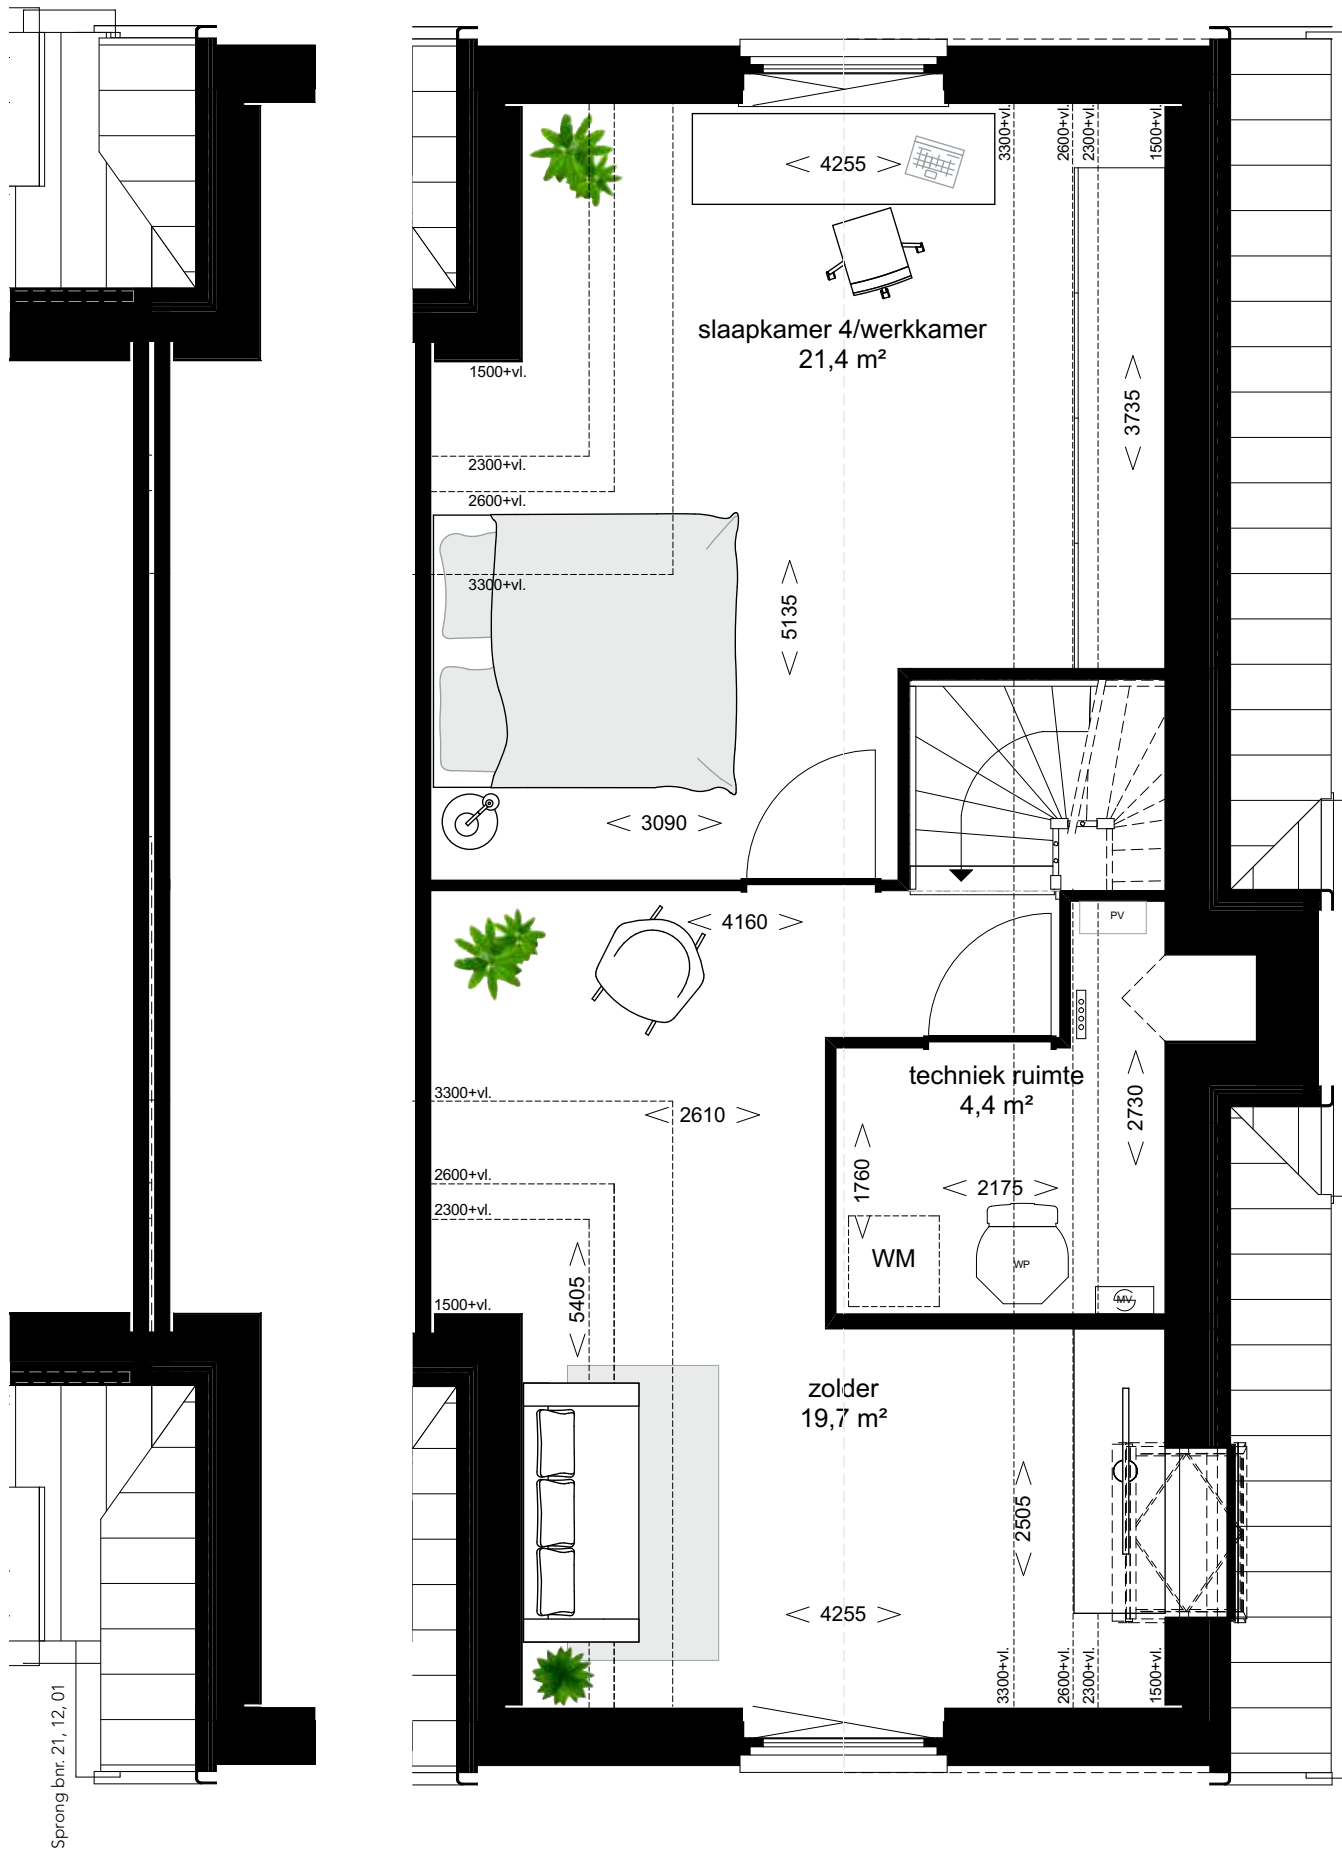 3300+vl.
2600+vl.
2300+vl.
1500+vl.
< 4255 >
slaapkamer 4/werkkamer
21,4 m²
1500+vl.
< 3735 >
2300+vl.
2600+vl.
3300+vl.
< 5135 >
< 3090 >
< 4160 >
PV
techniek ruimte
4,4 m²
3300+vl.
< 2610 >
< 2730 >
2600+vl.
< 1760 >
< 2175 >
2300+vl.
WM
WP
1500+vl.
< 5405 >
MV
zolder
19,7 m²
< 2505 >
< 4255 >
3300+vl.
2600+vl.
2300+vl.
1500+vl.
Sprong bnr. 21, 12, 01